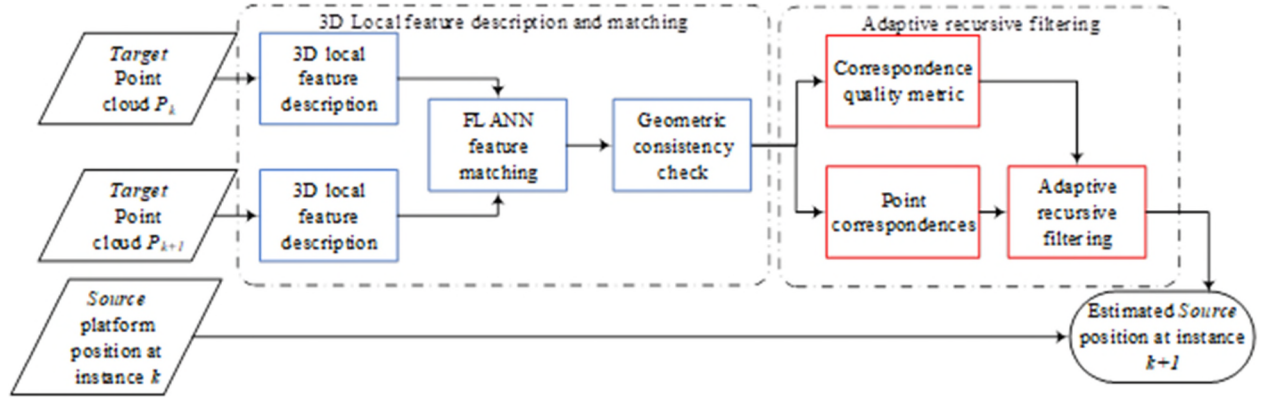 3D Local feature description and matching
Target
Point
cloud Pk
3D local
feature
description
FLANN
feature
matching
Geometric
consistency
check
Target
Point
cloud Pk+1
3D local
feature
description
Adaptive recursive filtering
Correspondence
quality metric
Point
correspondences
Adaptive
recursive
filtering
Source
platform
position at
instance k
Estimated Source
position at instance
k+1